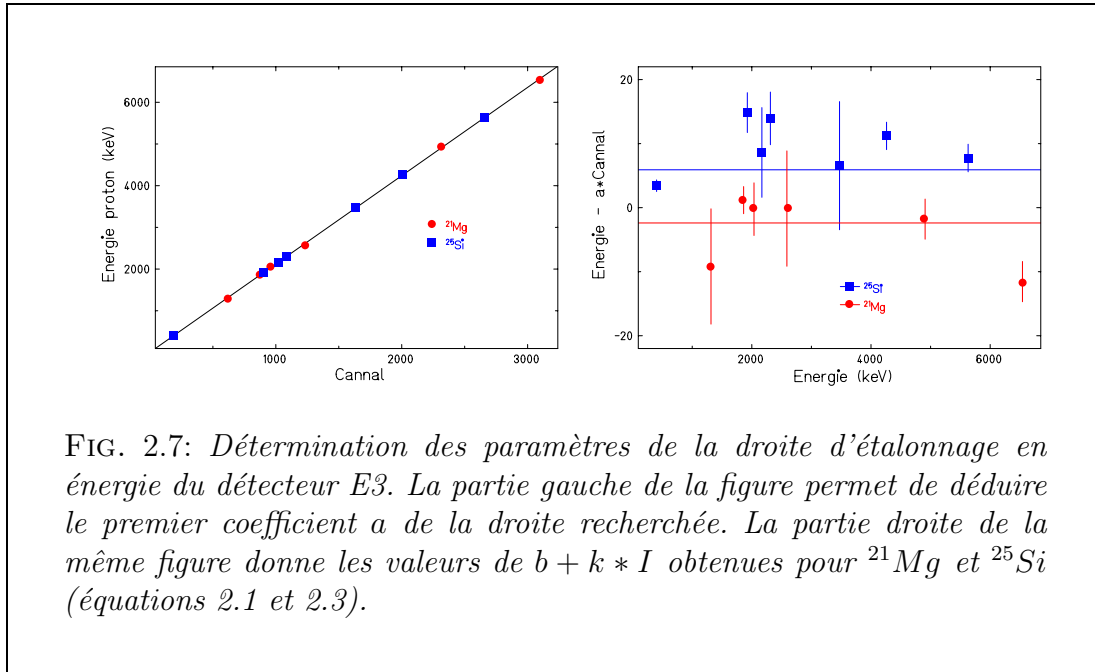 6000
4000
2000
Energie proton (keV)
21Mg
25Si
1000
2000
3000
Cannal
20
0
-20
Energie - a*Cannal
25Si
21Mg
2000
4000
6000
Energie (keV)
FIG. 2.7: Détermination des paramètres de la droite d'étalonnage en
énergie du détecteur E3. La partie gauche de la figure permet de déduire
le premier coefficient a de la droite recherchée. La partie droite de la
même figure donne les valeurs de b + k * I obtenues pour ²¹Mg et ²⁵Si
(équations 2.1 et 2.3).